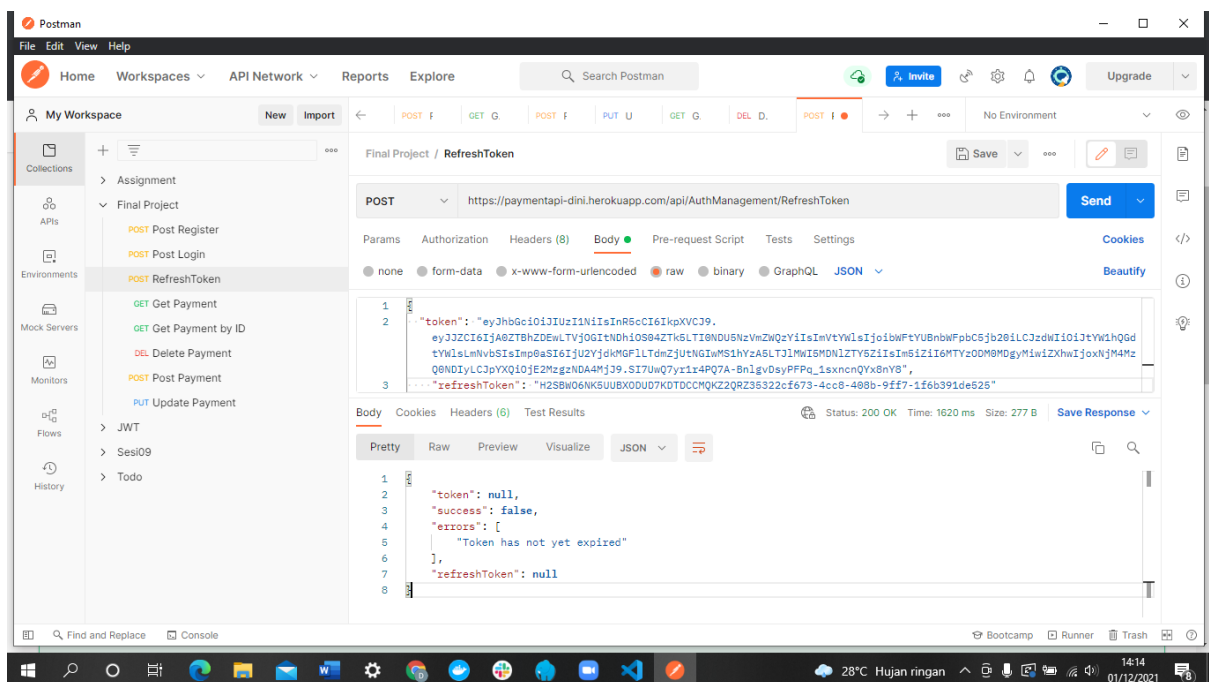 Postman
File Edit View Help
Home Workspaces API Network Reports Explore Search Postman Invite Upgrade
My Workspace New Import
POST GET G. POST PUT U GET G. DEL D. POST No Environment
Collections
APIs
Environments
Mock Servers
Monitors
Flows
History
Assignment
Final Project
POST Post Register
POST Post Login
POST RefreshToken
GET Get Payment
GET Get Payment by ID
DEL Delete Payment
POST Post Payment
PUT Update Payment
JWT
Sesi09
Todo
Final Project / RefreshToken Save
POST https://paymentapi-dini.herokuapp.com/api/AuthManagement/RefreshToken Send
Params Authorization Headers (8) Body Pre-request Script Tests Settings Cookies
none form-data x-www-form-urlencoded raw binary GraphQL JSON Beautify
1 {
2 "token": "eyJhbGciOiJIUzI1NiIsInR5cCI6IkpXVCJ9.
3 "refreshToken": "H2SBWO6NK5UUBXODUD7KDTDCCMQKZ2QRZ35322cf673-4cc8-408b-9ff7-1f6b391de525"
Body Cookies Headers (6) Test Results Status: 200 OK Time: 1620 ms Size: 277 B Save Response
Pretty Raw Preview Visualize JSON
1 {
2 "token": null,
3 "success": false,
4 "errors": [
5 "Token has not yet expired"
6 ],
7 "refreshToken": null
8 }
Find and Replace Console Bootcamp Runner Trash
28°C Hujan ringan 14:14
01/12/2021
8